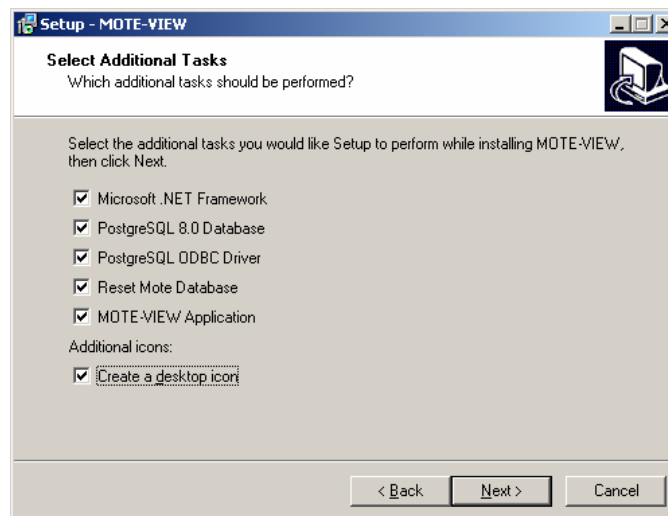 Setup - MOTE-VIEW
Select Additional Tasks
Which additional tasks should be performed?
Select the additional tasks you would like Setup to perform while installing MOTE-VIEW,
then click Next.
Microsoft .NET Framework
PostgreSQL 8.0 Database
PostgreSQL ODBC Driver
Reset Mote Database
MOTE-VIEW Application
Additional icons:
Create a desktop icon
< Back Next > Cancel